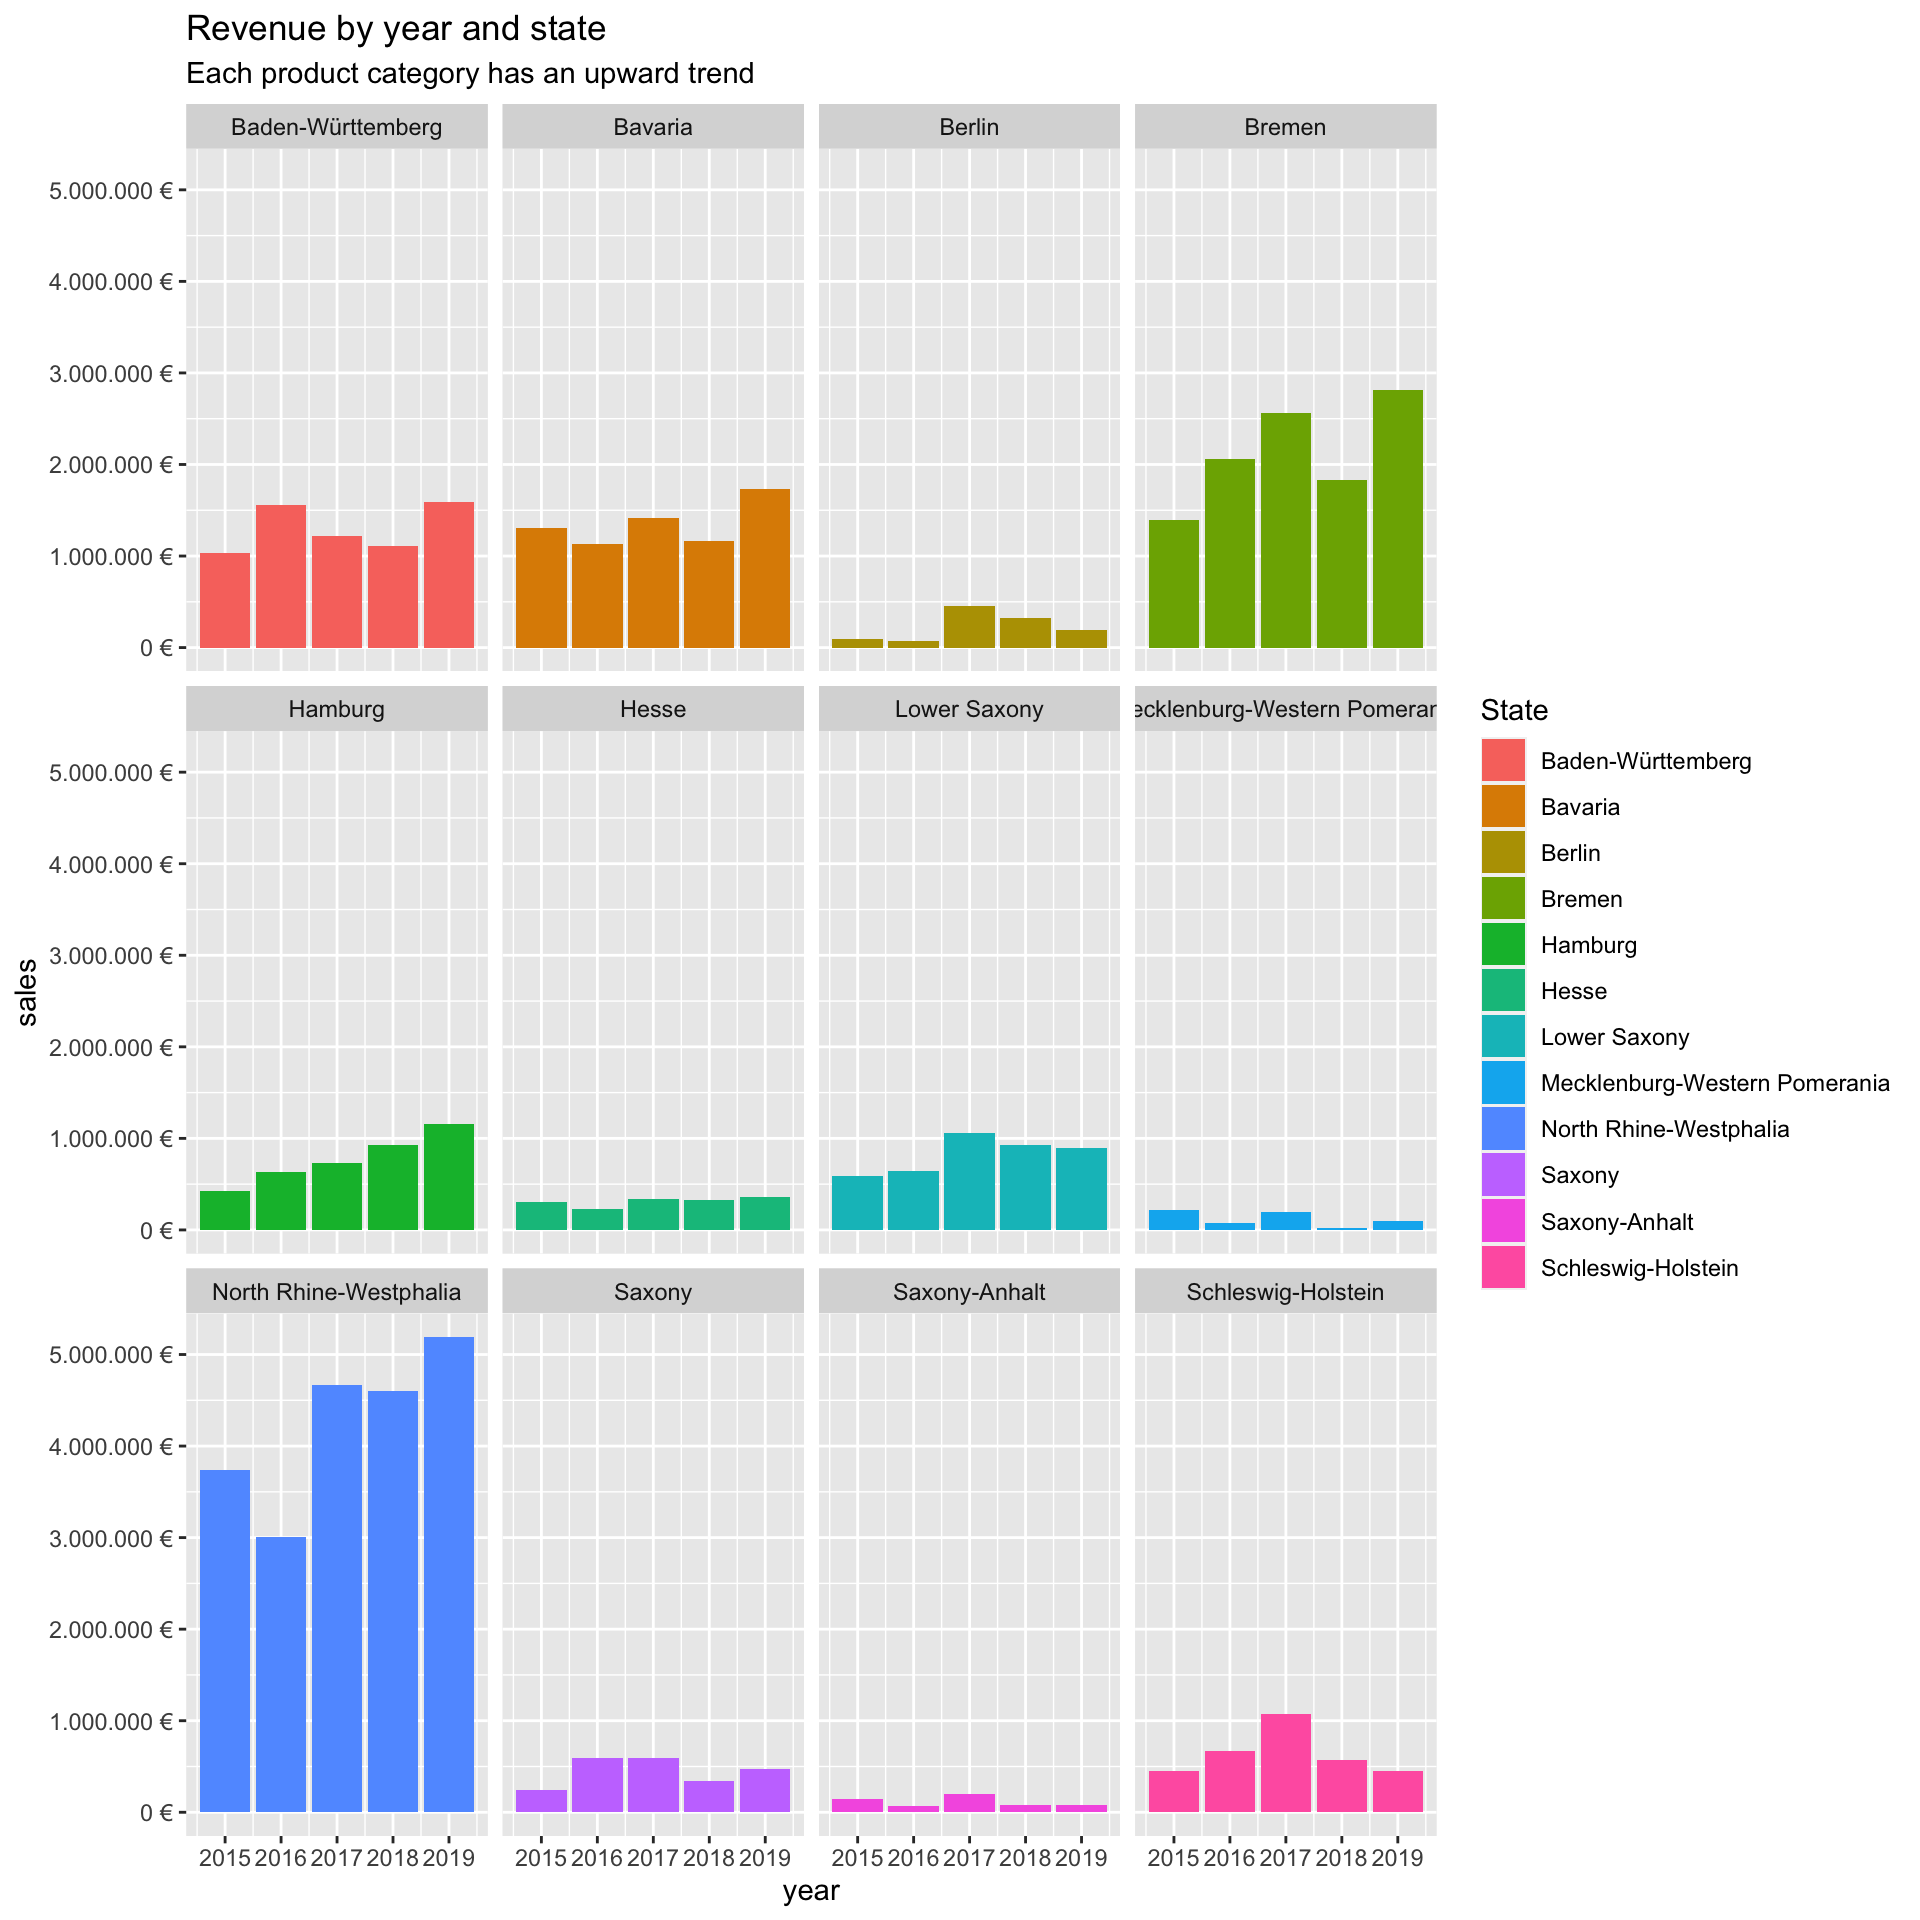 Revenue by year and state
Each product category has an upward trend
Baden-Württemberg Bavaria Berlin Bremen
5.000.000 €
4.000.000 €
3.000.000 €
2.000.000 €
1.000.000 €
0 €
Hamburg Hesse Lower Saxony ecklenburg-Western Pomeran
5.000.000 €
4.000.000 €
3.000.000 €
2.000.000 €
1.000.000 €
0 €
North Rhine-Westphalia Saxony Saxony-Anhalt Schleswig-Holstein
5.000.000 €
4.000.000 €
3.000.000 €
2.000.000 €
1.000.000 €
0 €
2015 2016 2017 2018 2019 2015 2016 2017 2018 2019 2015 2016 2017 2018 2019 2015 2016 2017 2018 2019
year
sales
State
Baden-Württemberg
Bavaria
Berlin
Bremen
Hamburg
Hesse
Lower Saxony
Mecklenburg-Western Pomerania
North Rhine-Westphalia
Saxony
Saxony-Anhalt
Schleswig-Holstein